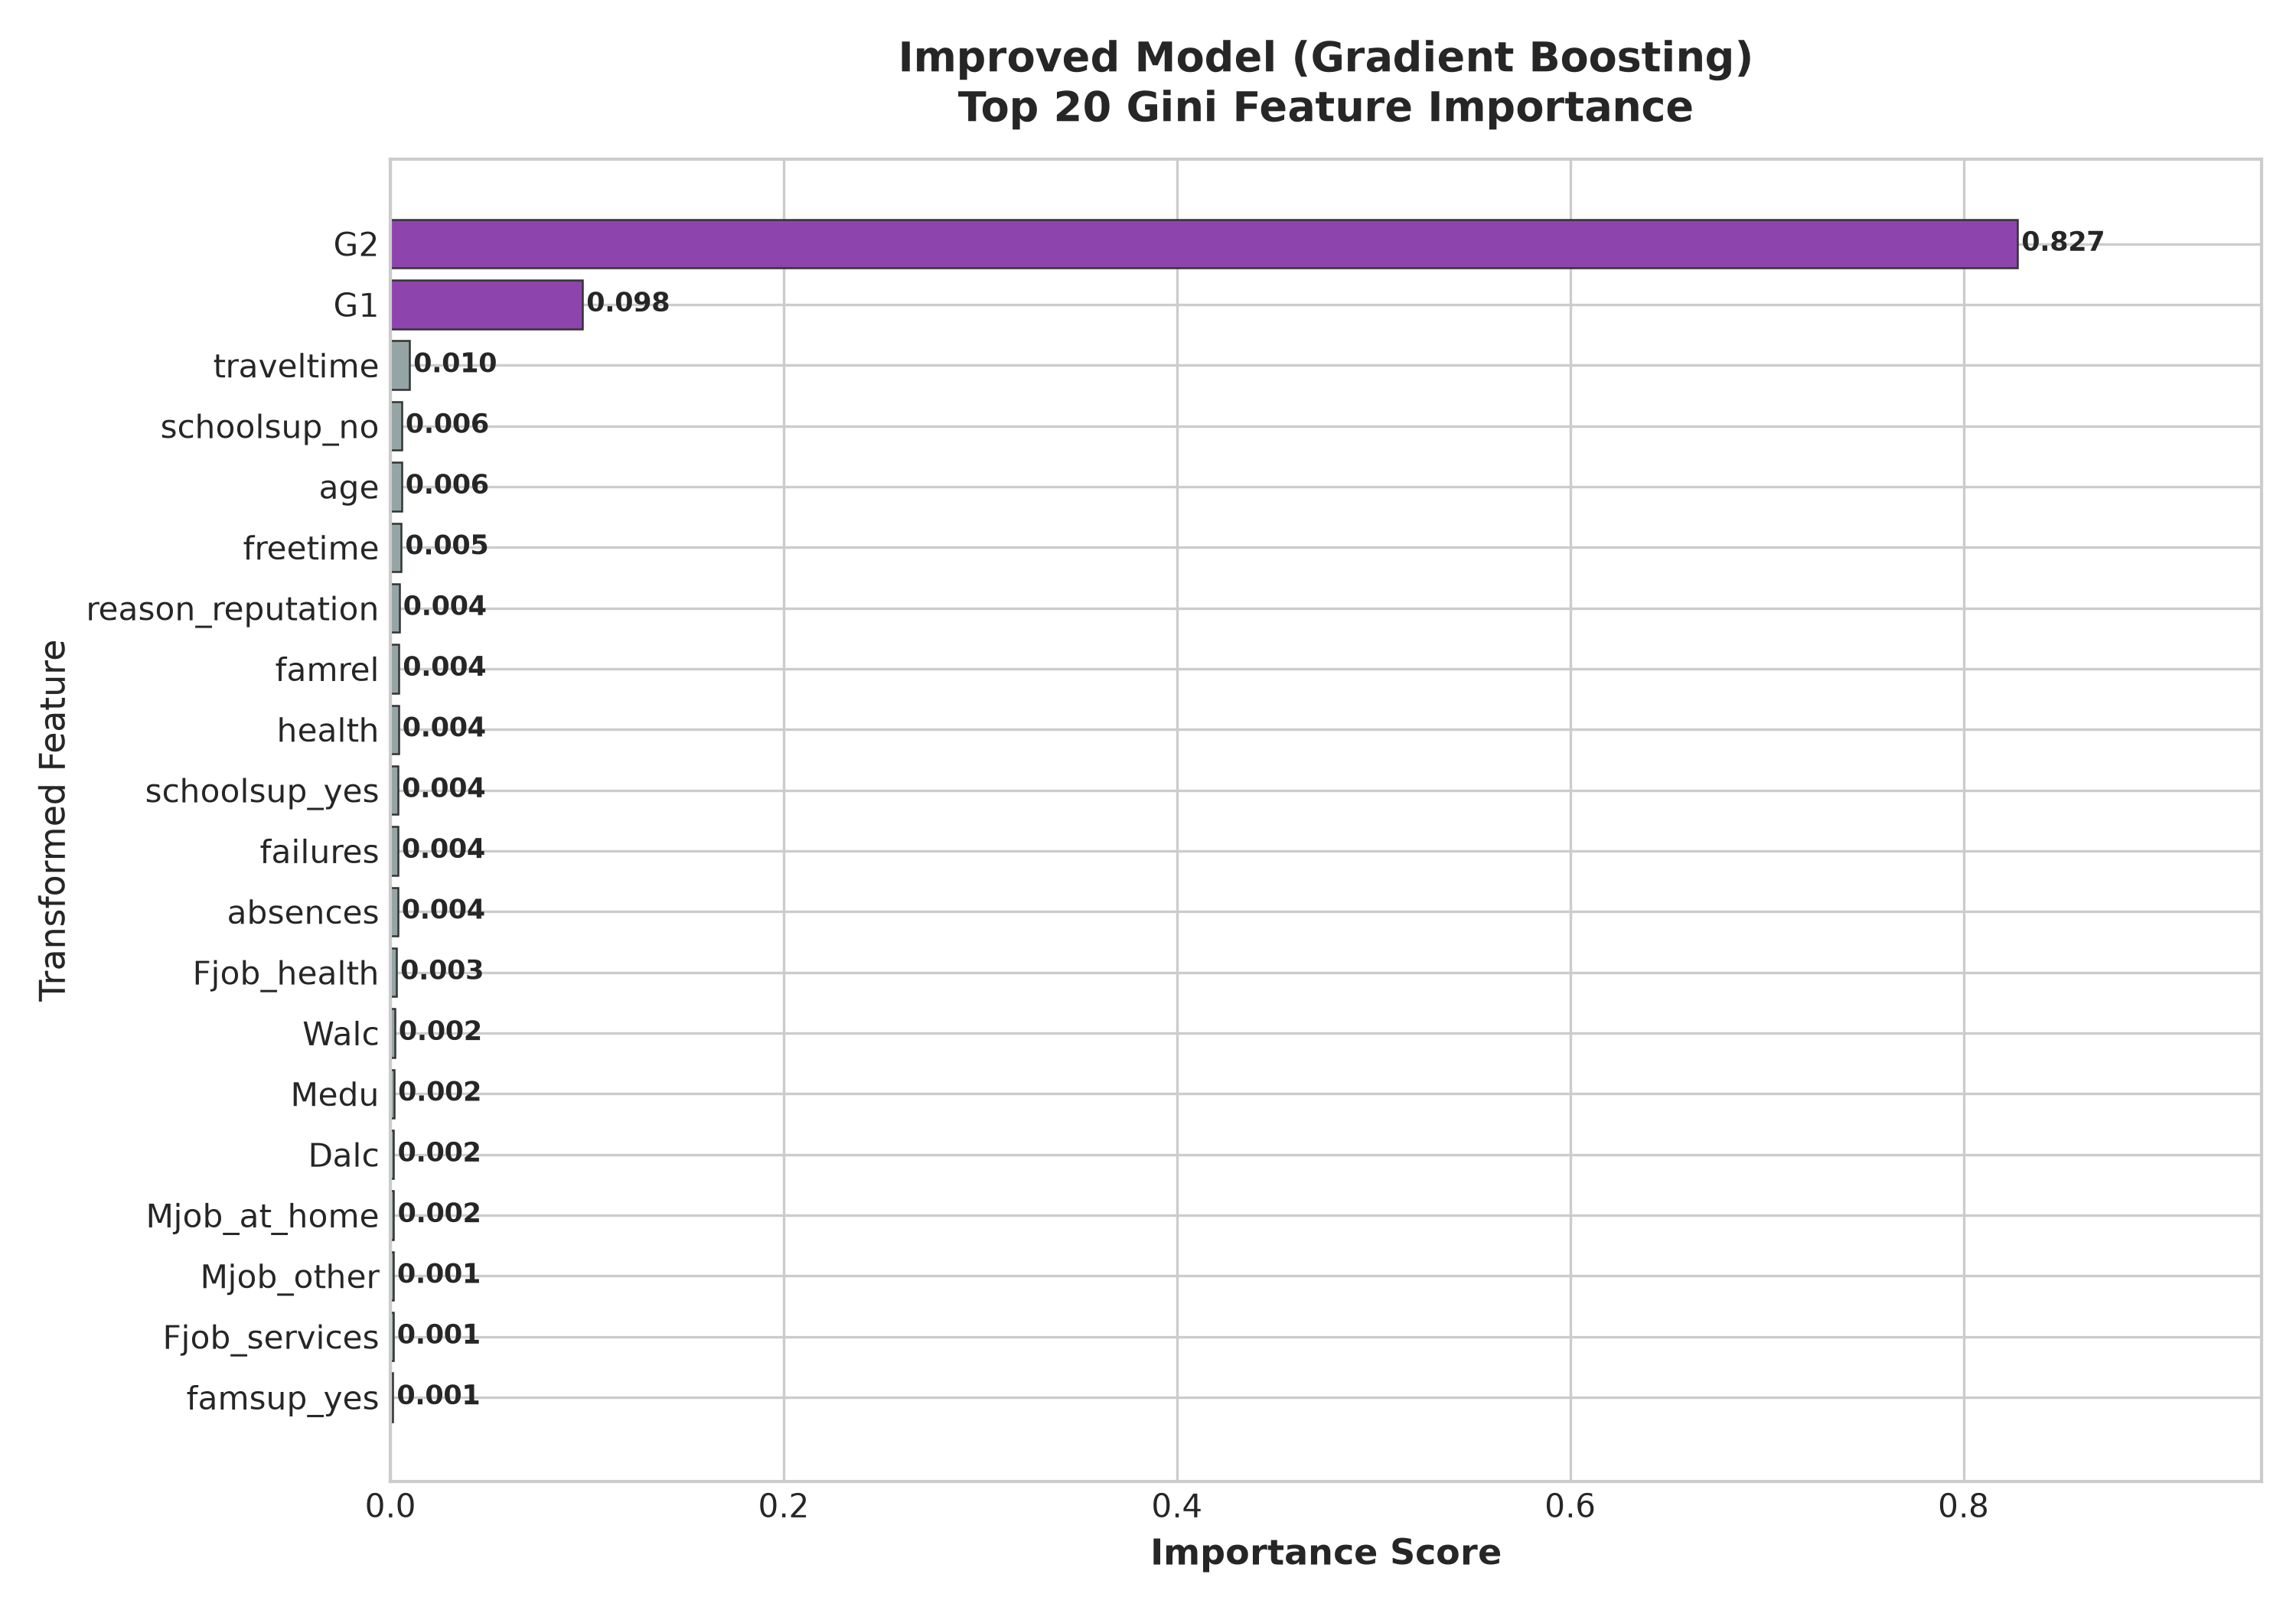 Improved Model (Gradient Boosting)
Top 20 Gini Feature Importance
Transformed Feature
G2 0.827
G1 0.098
traveltime 0.010
schoolsup_no 0.006
age 0.006
freetime 0.005
reason_reputation 0.004
famrel 0.004
health 0.004
schoolsup_yes 0.004
failures 0.004
absences 0.004
Fjob_health 0.003
Walc 0.002
Medu 0.002
Dalc 0.002
Mjob_at_home 0.002
Mjob_other 0.001
Fjob_services 0.001
famsup_yes 0.001
0.0 0.2 0.4 0.6 0.8
Importance Score